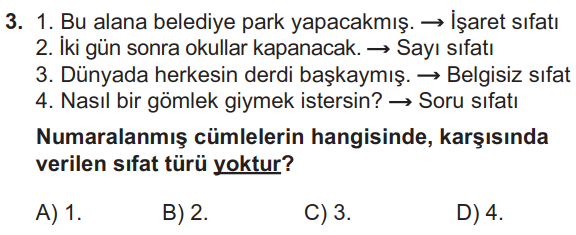 3. 1. Bu alana belediye park yapacakmış. → İşaret sıfatı
2. İki gün sonra okullar kapanacak. → Sayı sıfatı
3. Dünyada herkesin derdi başkaymış. → Belgisiz sıfat
4. Nasıl bir gömlek giymek istersin? → Soru sıfatı
Numaralanmış cümlelerin hangisinde, karşısında
verilen sıfat türü yoktur?
A) 1. B) 2. C) 3. D) 4.